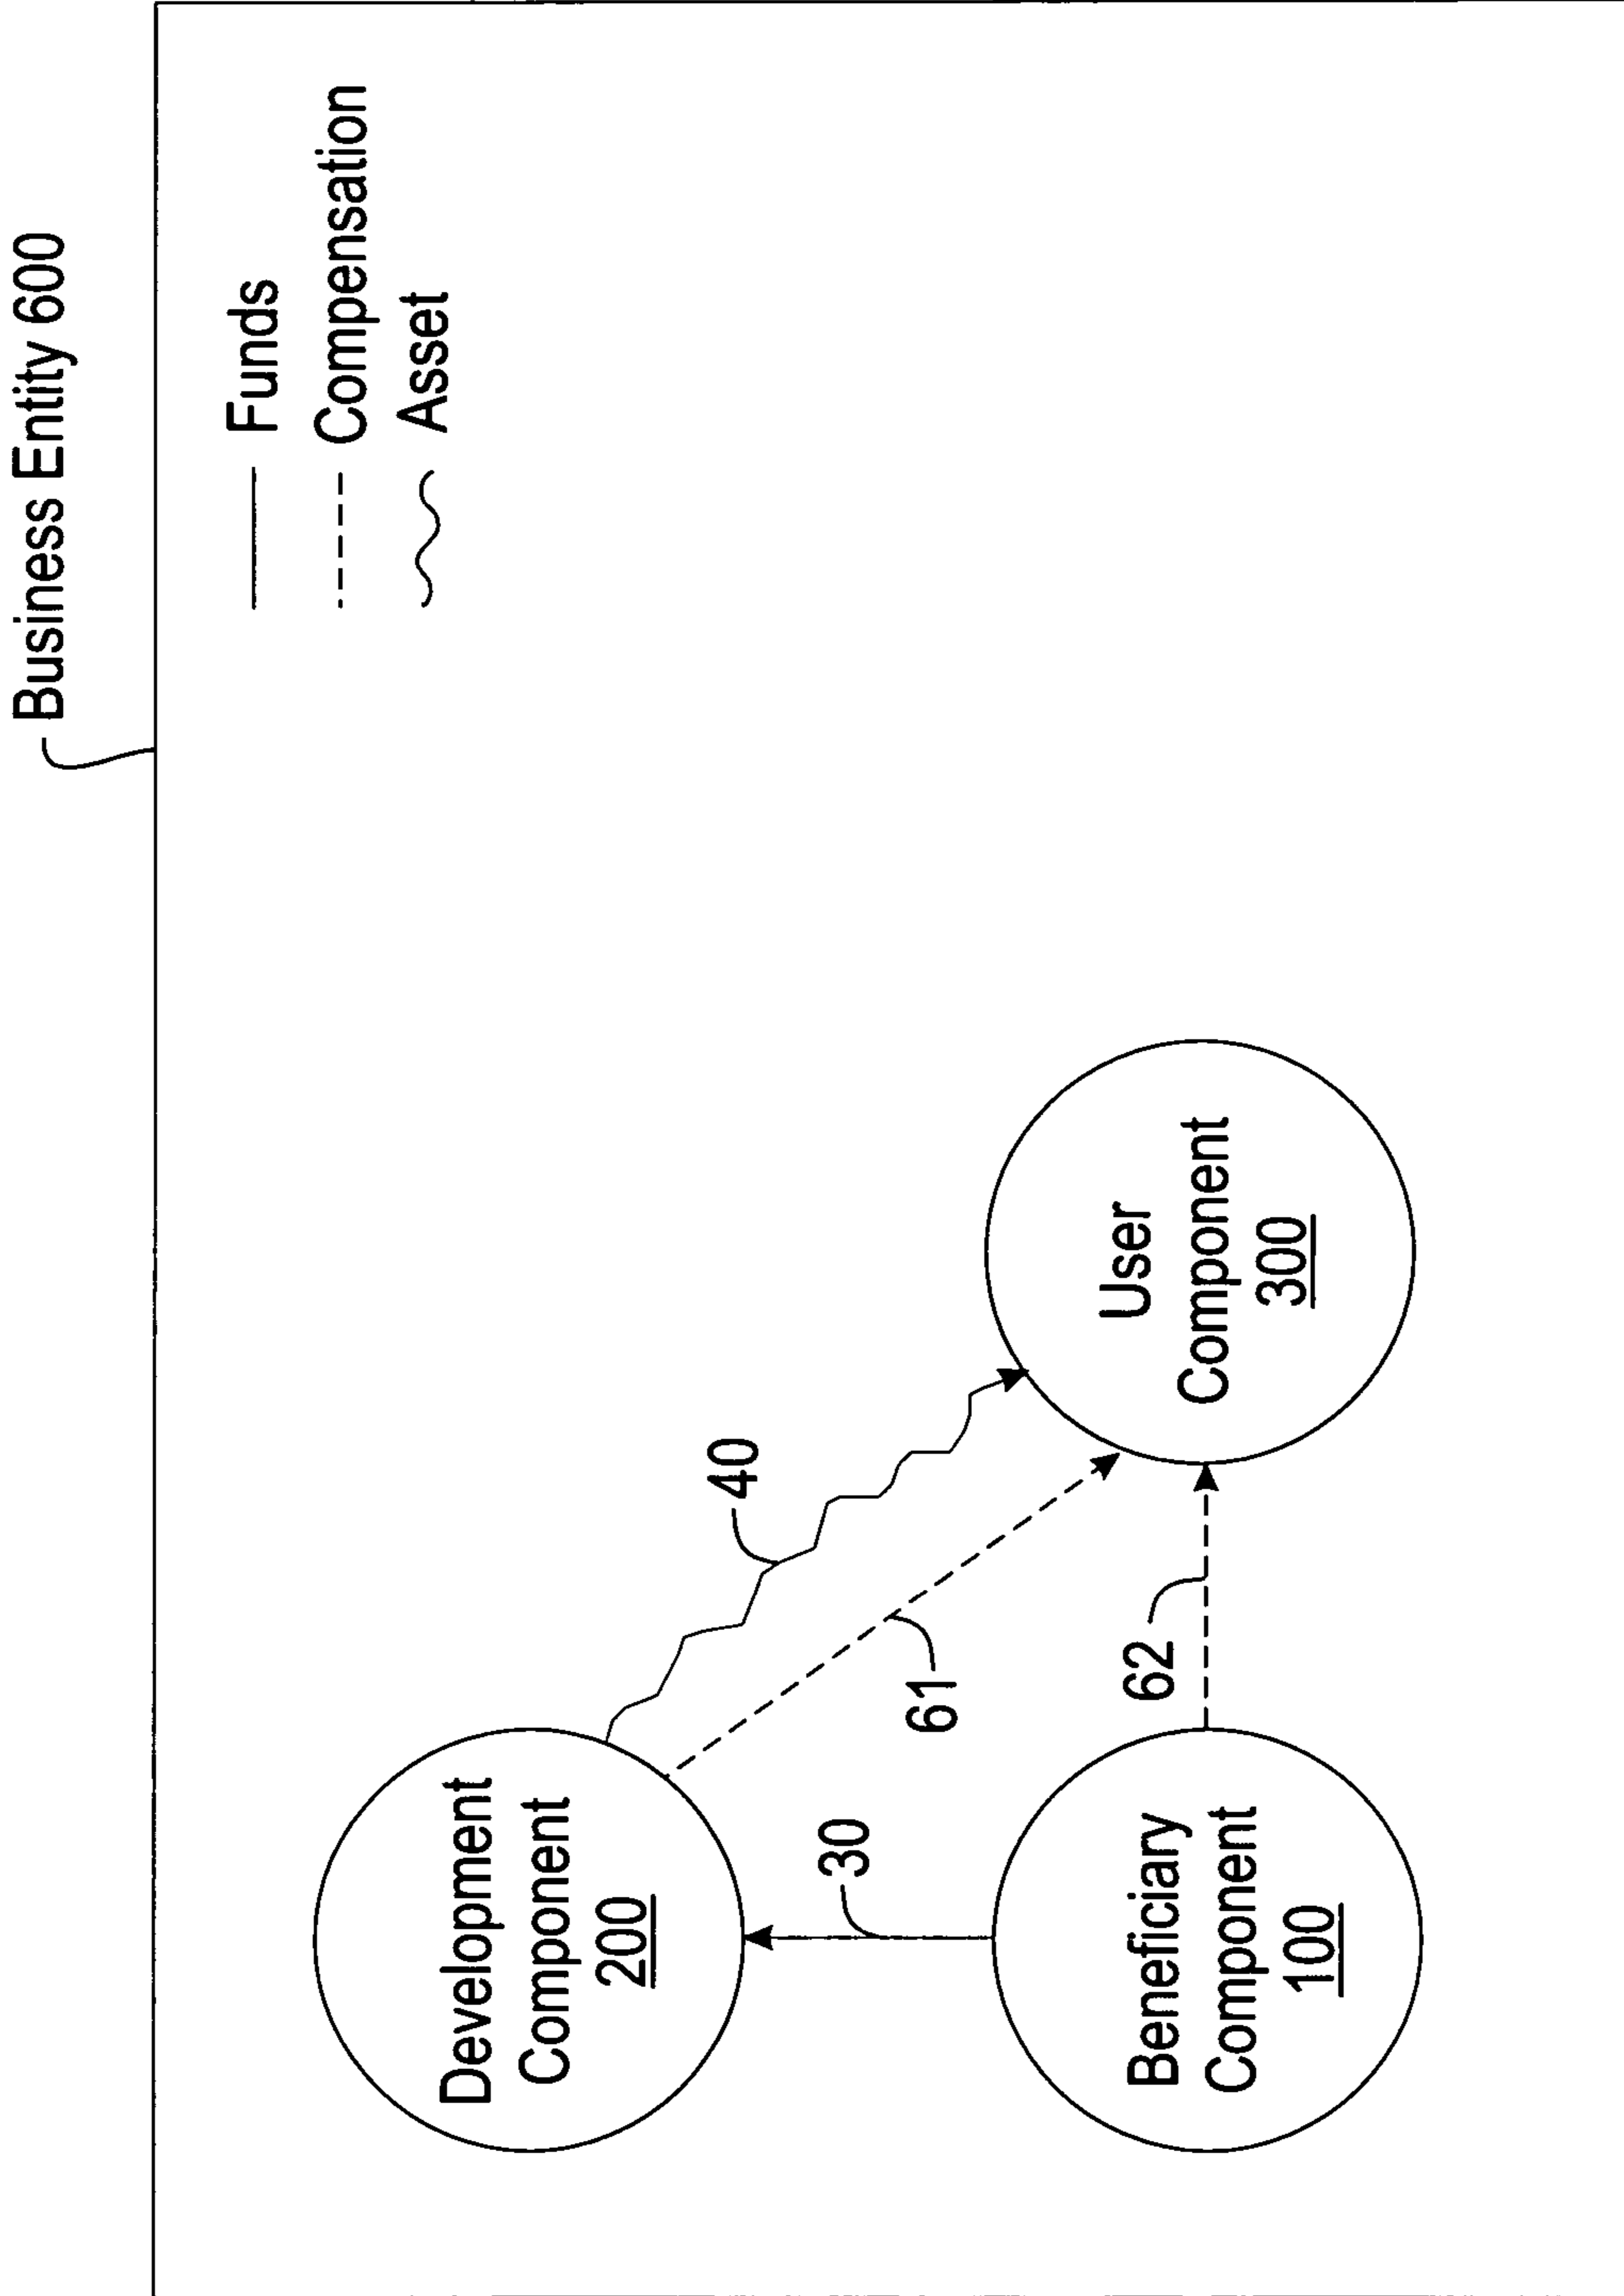 Business Entity 600
Funds
Compensation
Asset
Development
Component
200
40
61
30
62
User
Component
300
Beneficiary
Component
100